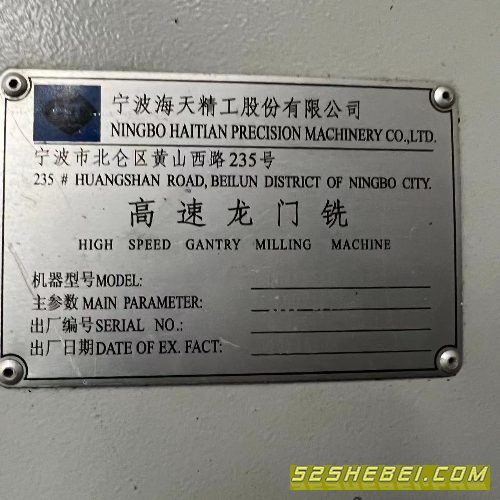 宁波海天精工股份有限公司
NINGBO HAITIAN PRECISION MACHINERY CO.,LTD.
宁波市北仑区黄山西路235号
235 # HUANGSHAN ROAD, BEILUN DISTRICT OF NINGBO CITY.
高速龙门铣
HIGH SPEED GANTRY MILLING MACHINE
机器型号MODEL:
主参数MAIN PARAMETER:
出厂编号SERIAL NO.:
出厂日期DATE OF EX. FACT:
52SHEBEI.COM